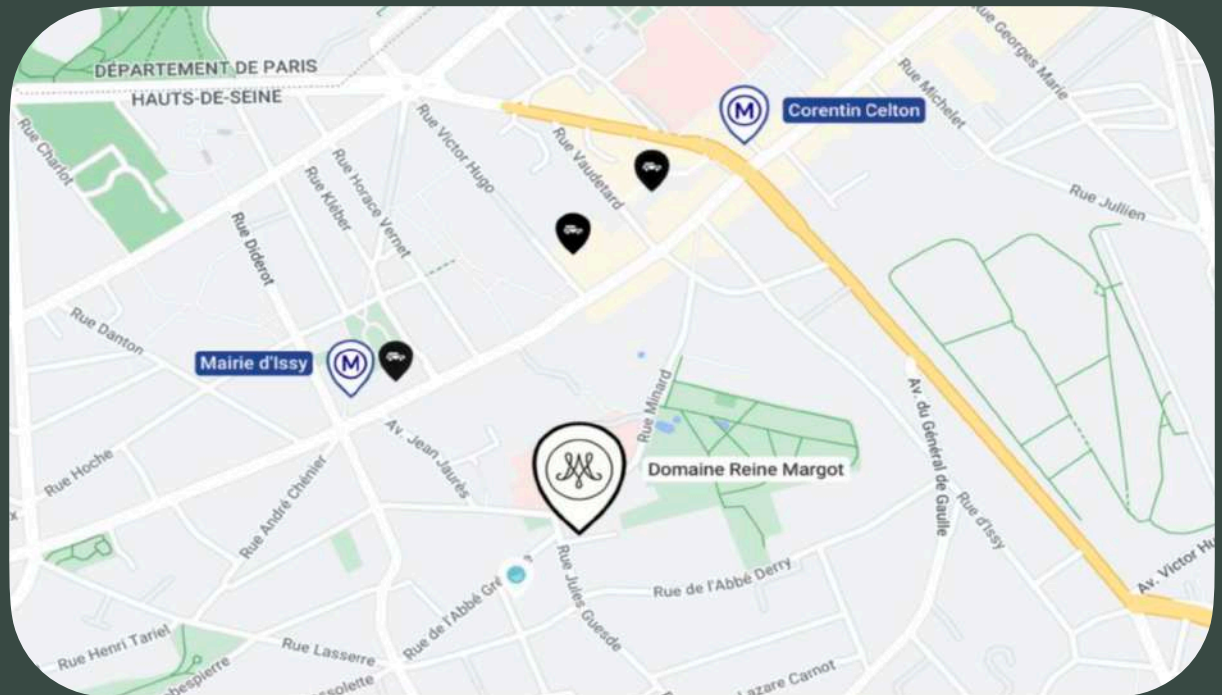 DÉPARTEMENT DE PARIS
HAUTS-DE-SEINE
Rue Charlot
Rue Victor Hugo
Rue Vaudetard
M
Corentin Celton
Rue Michelet
Rue Georges Marie
Rue Jullien
Rue Kléber
Rue Horace Vernet
Rue Diderot
Rue Danton
Mairie d'Issy
M
Rue Minard
Av. Jean Jaurès
Domaine Reine Margot
Av. du Général de Gaulle
Rue d'Issy
Rue Hoche
Rue André Chénier
Rue Jules Guesde
Rue de l'Abbé Derry
Av. Victor Hu
Rue de l'Abbé Gré
Rue Henri Tariel
Rue Lasserre
bespierre
ssolette
Lazare Carnot